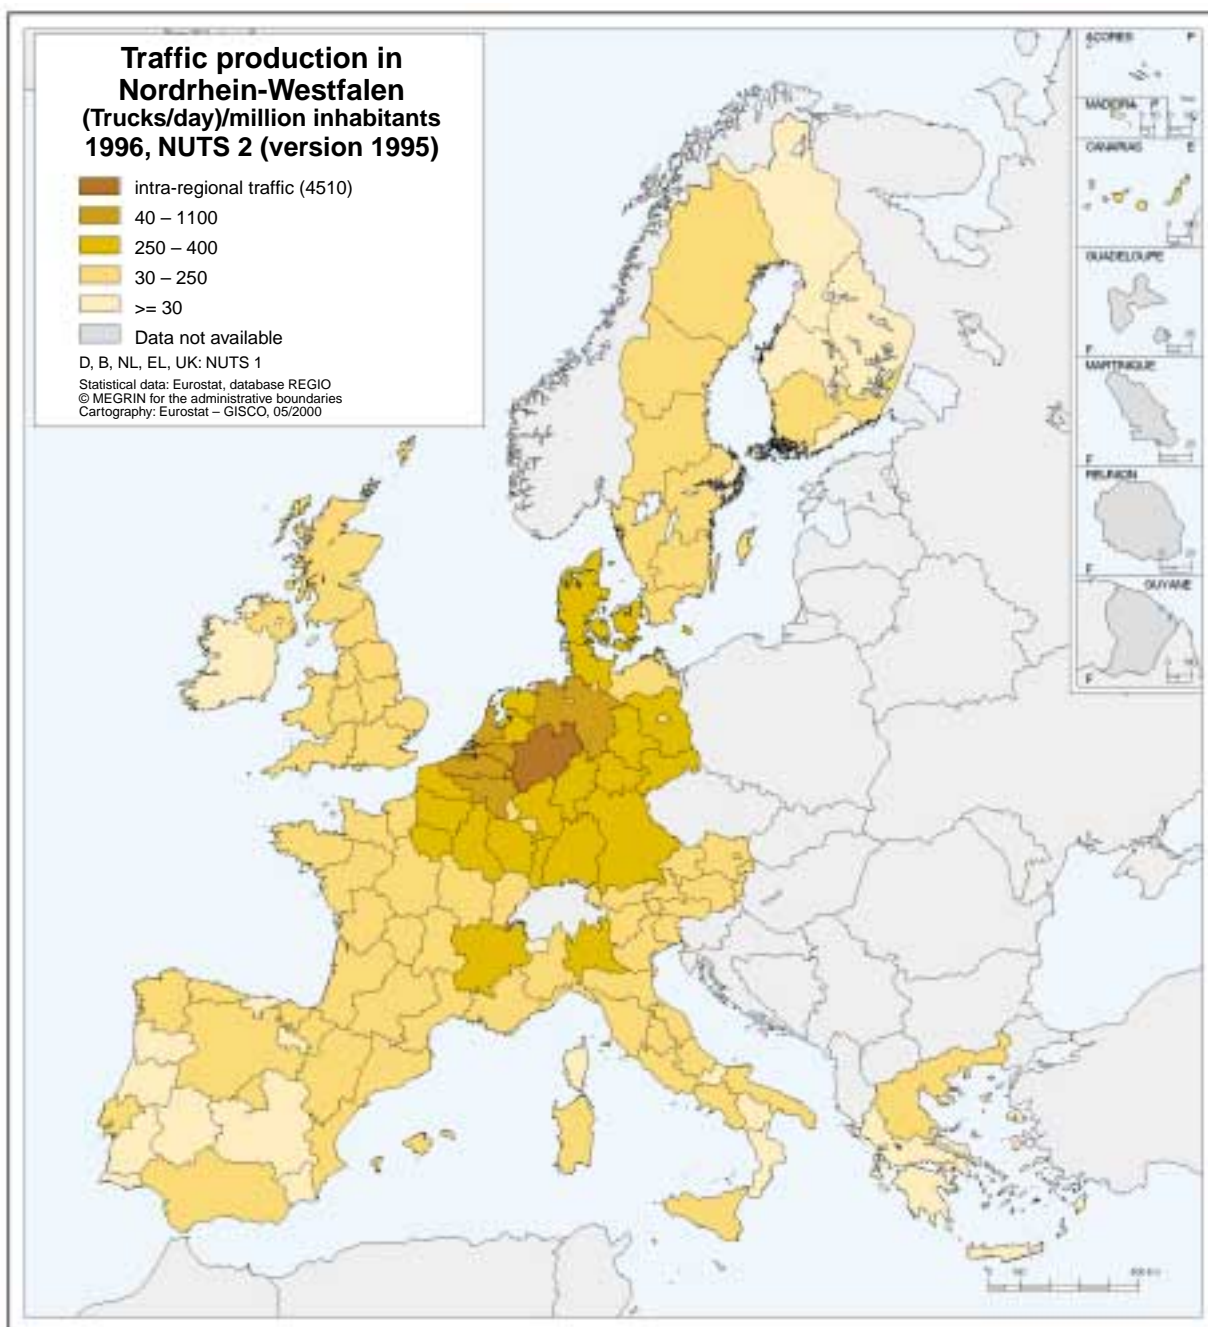 Traffic production in
Nordrhein-Westfalen
(Trucks/day)/million inhabitants
1996, NUTS 2 (version 1995)
intra-regional traffic (4510)
40 – 1100
250 – 400
30 – 250
>= 30
Data not available
D, B, NL, EL, UK: NUTS 1
Statistical data: Eurostat, database REGIO
© MEGRIN for the administrative boundaries
Cartography: Eurostat – GISCO, 05/2000
ACORES P
MADEIRA P
CANARIAS E
GUADELOUPE
F
MARTINIQUE
F
REUNION
F
GUYANE
F